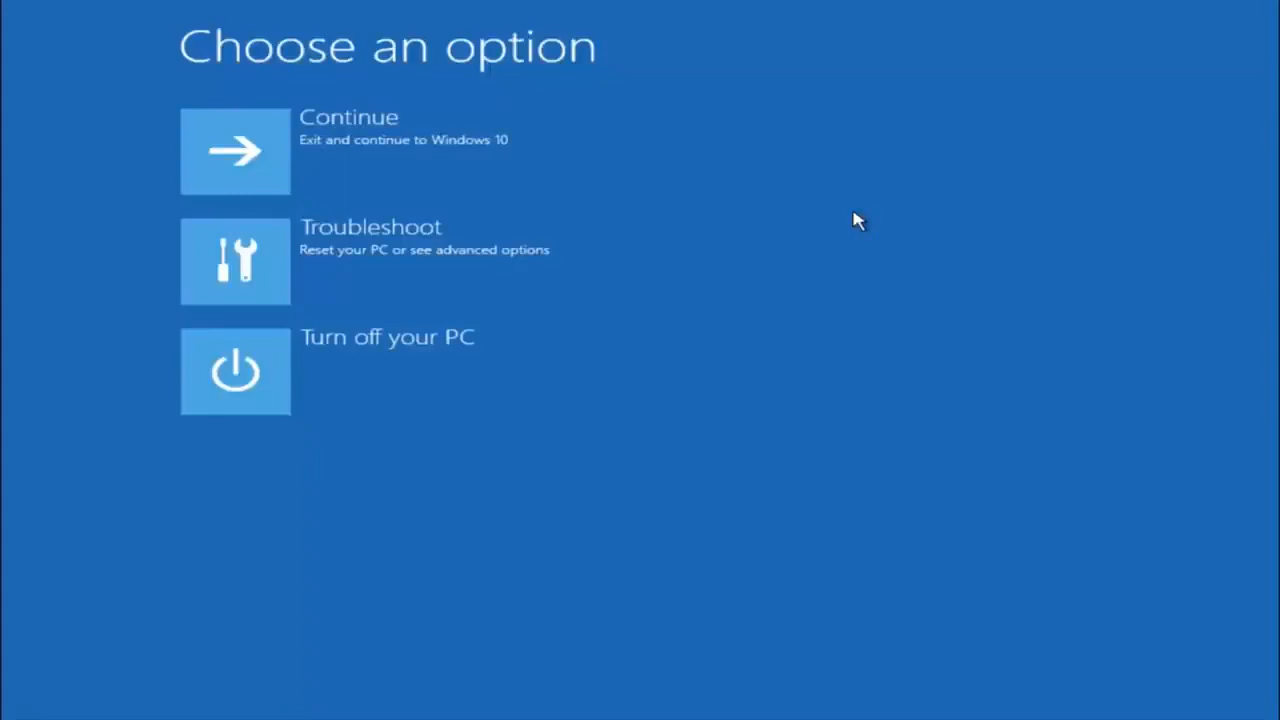 Choose an option
Continue
Exit and continue to Windows 10
Troubleshoot
Reset your PC or see advanced options
Turn off your PC